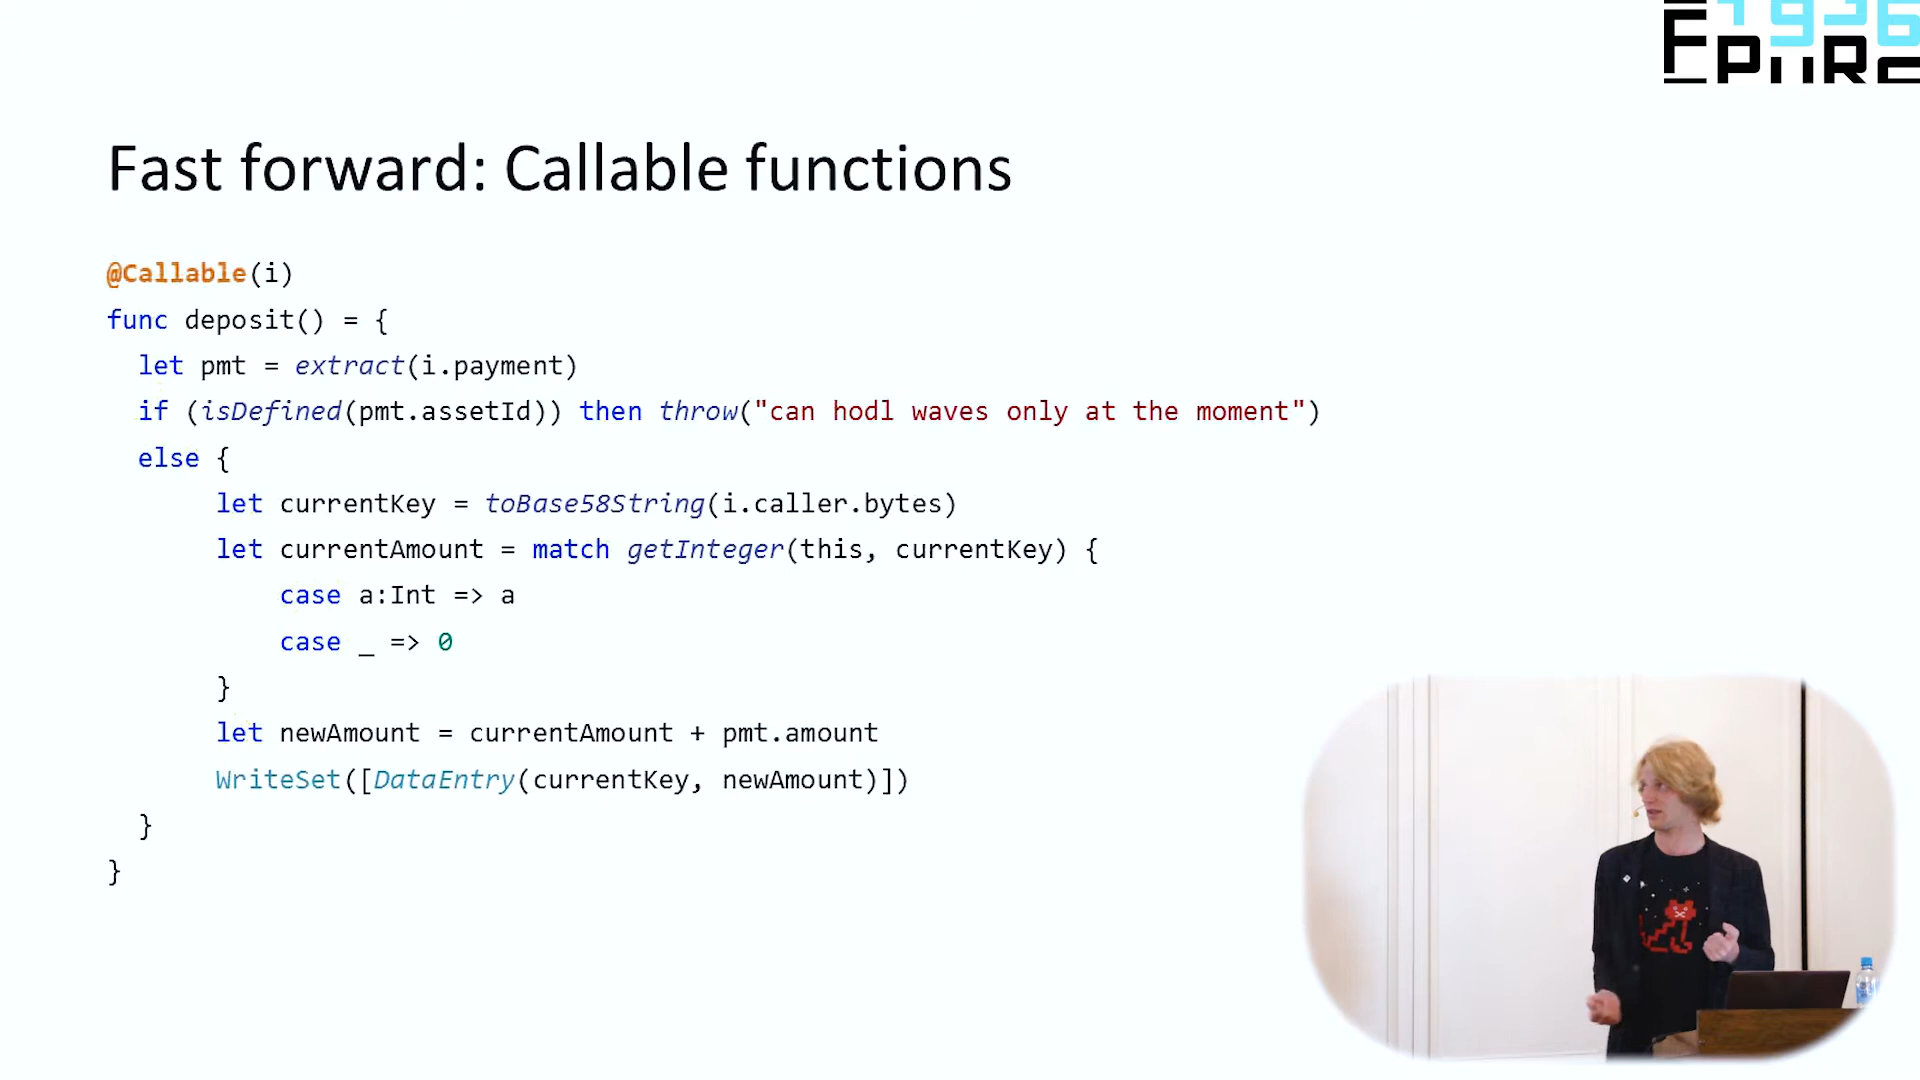 1936
Fast forward: Callable functions
@Callable(i)
func deposit() = {
let pmt = extract(i.payment)
if (isDefined(pmt.assetId)) then throw("can hodl waves only at the moment")
else {
let currentKey = toBase58String(i.caller.bytes)
let currentAmount = match getInteger(this, currentKey) {
case a:Int => a
case _ => 0
}
let newAmount = currentAmount + pmt.amount
WriteSet([DataEntry(currentKey, newAmount)])
}
}